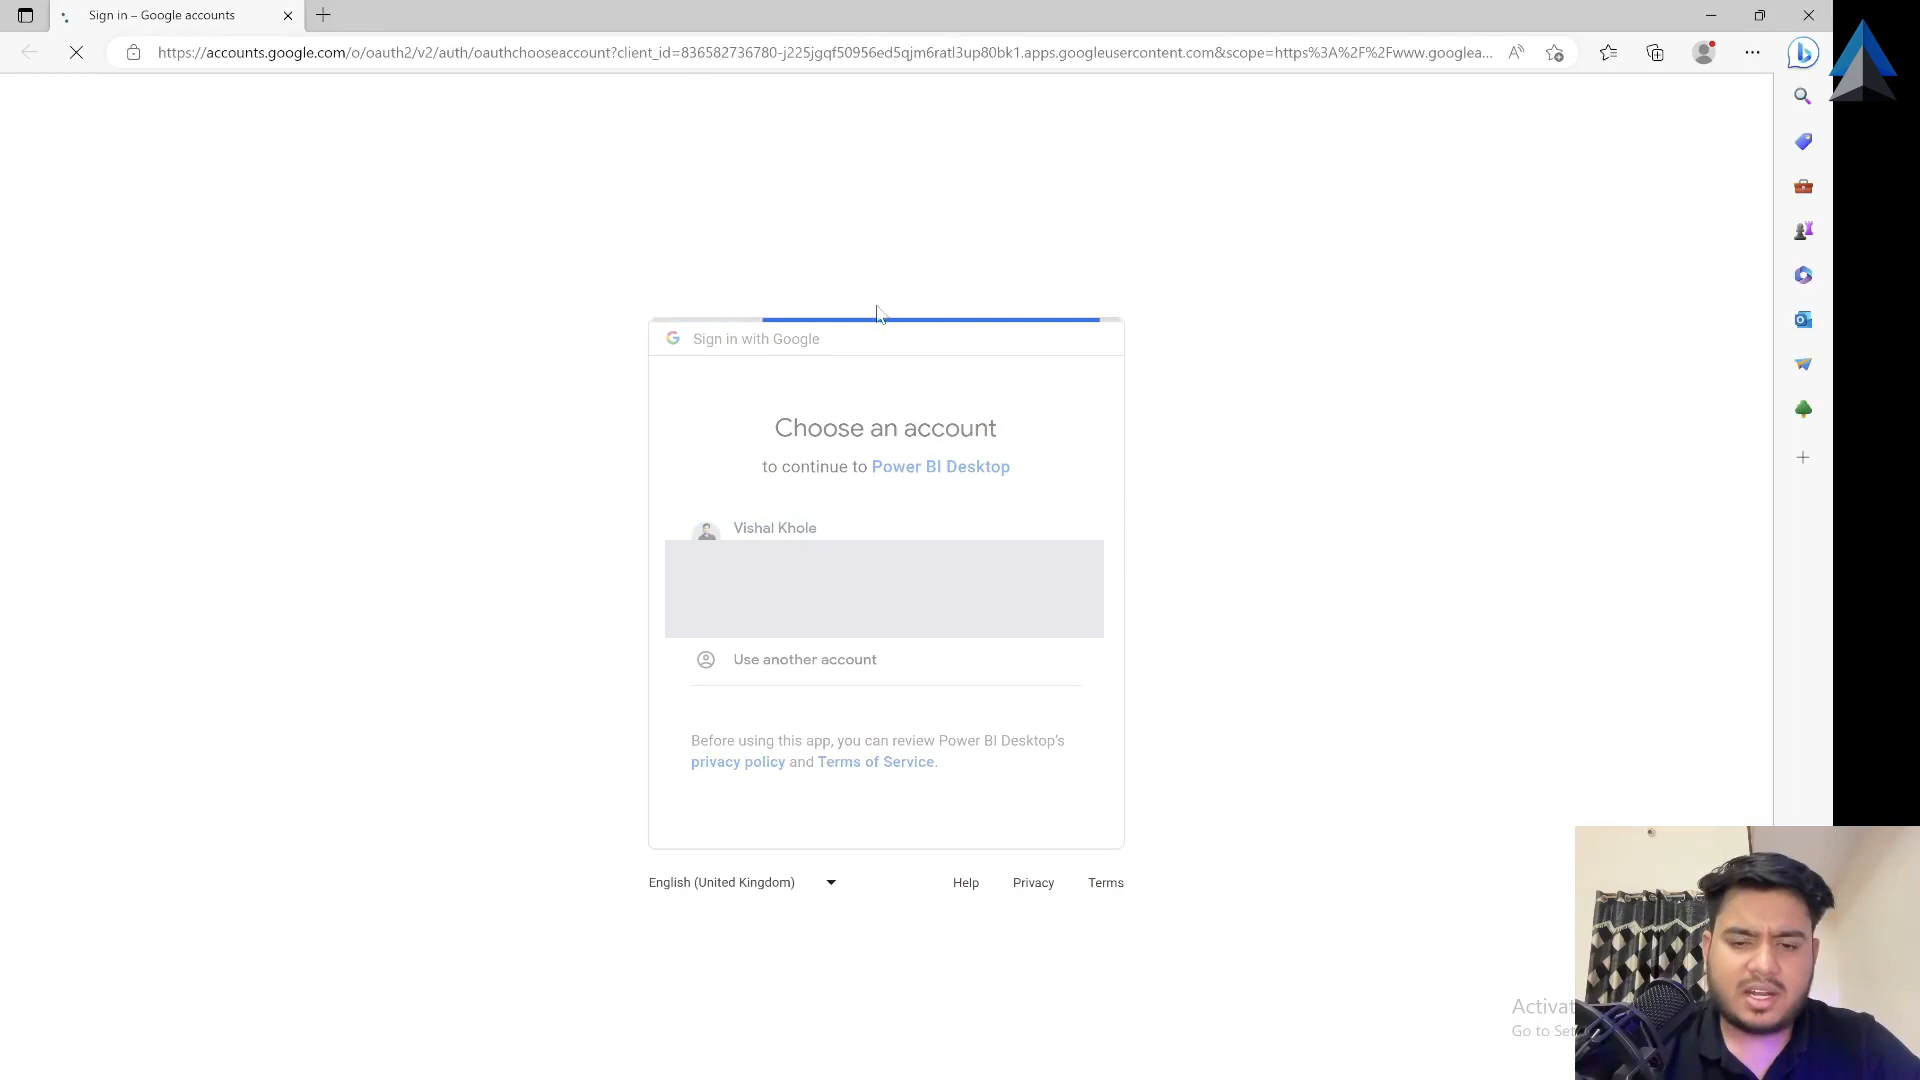 Sign in – Google accounts
https://accounts.google.com/o/oauth2/v2/auth/oauthchooseaccount?client_id=836582736780-j225jgqf50956ed5qjm6ratl3up80bk1.apps.googleusercontent.com&scope=https%3A%2F%2Fwww.googlea...
Sign in with Google
Choose an account
to continue to Power BI Desktop
Vishal Khole
Use another account
Before using this app, you can review Power BI Desktop's
privacy policy and Terms of Service.
English (United Kingdom)
Help
Privacy
Terms
Activat
Go to Set